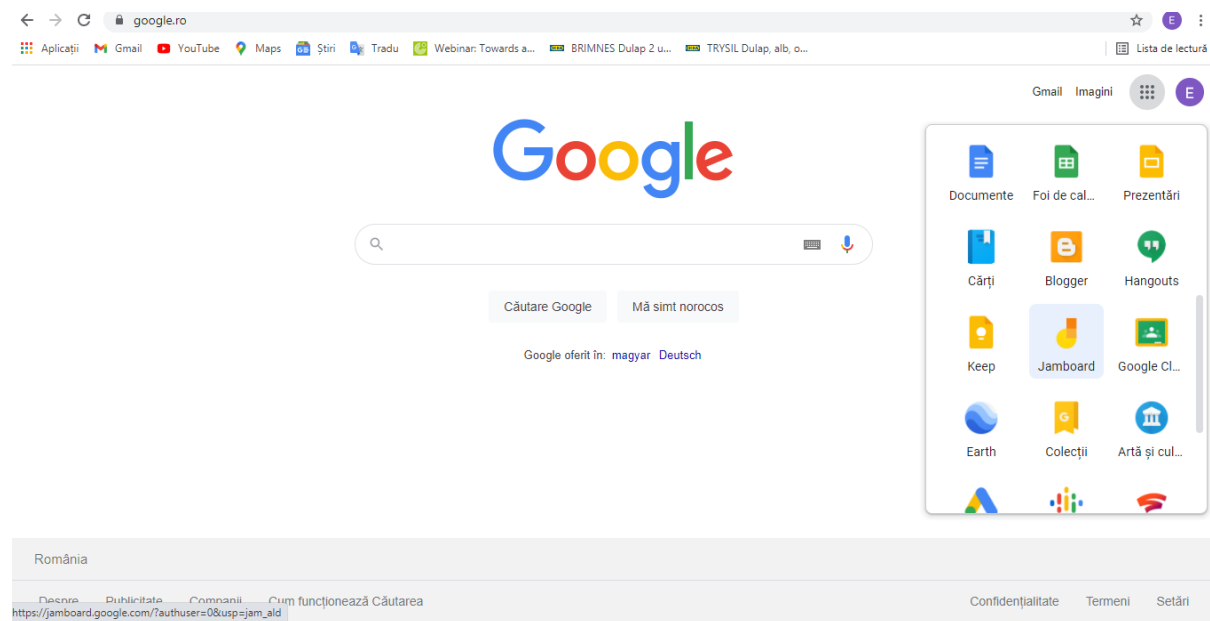 google.ro
E
Aplicații Gmail YouTube Maps Știri Tradu Webinar: Towards a... BRIMNES Dulap 2 u... TRYSIL Dulap, alb, o... Lista de lectură
Gmail Imagini E
Google
Documente Foi de cal... Prezentări
Cărți Blogger Hangouts
Keep Jamboard Google Cl...
Earth Colecții Artă și cul...
Căutare Google Mă simt norocos
Google oferit în: magyar Deutsch
România
Despre Publicitate Companii Cum funcționează Căutarea Confidențialitate Termeni Setări
https://jamboard.google.com/?authuser=0&usp=jam_ald